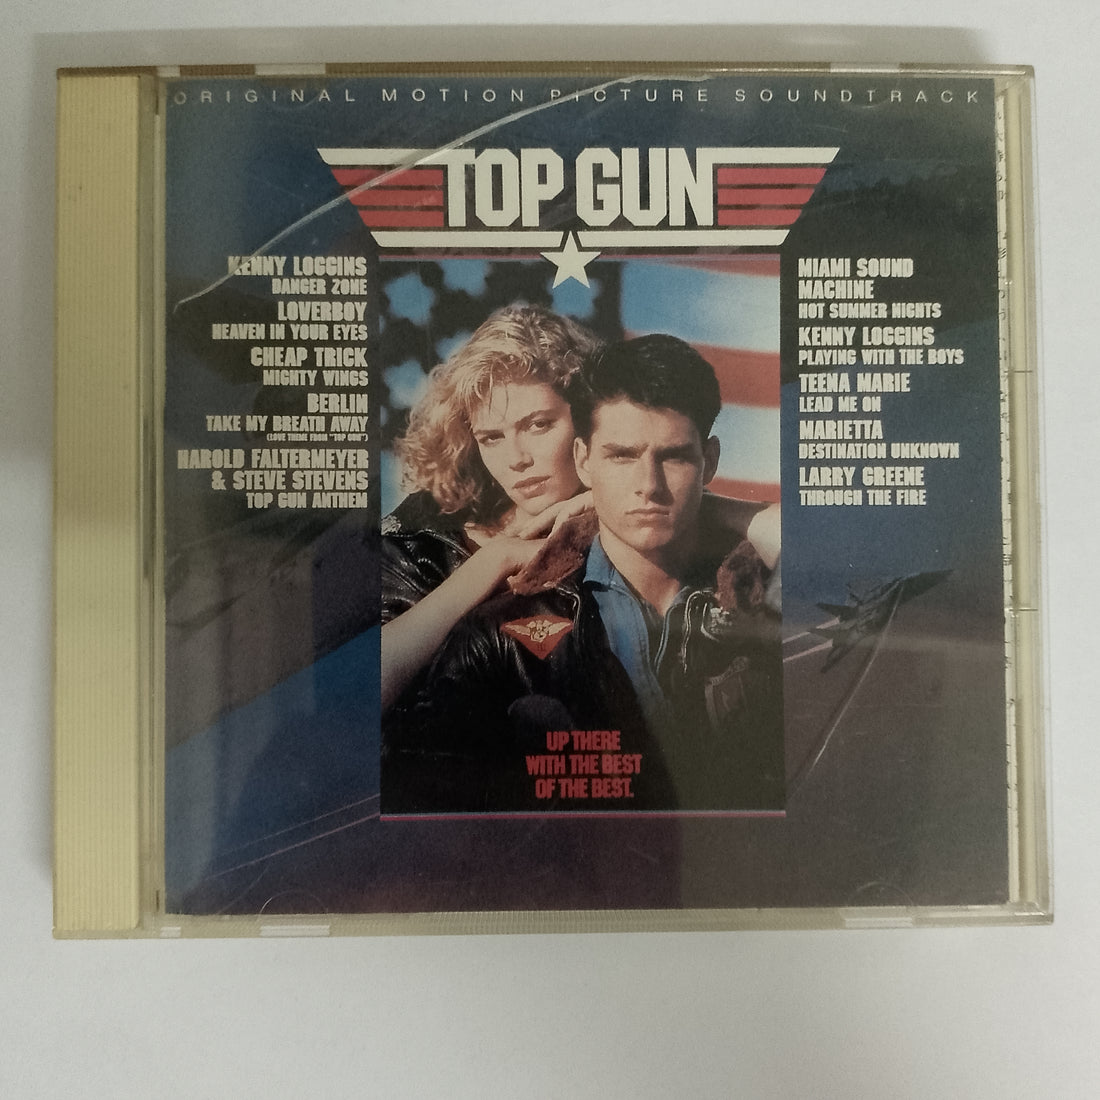 ORIGINAL MOTION PICTURE SOUNDTRACK
TOP GUN
KENNY LOGGINS
DANGER ZONE
LOVERBOY
HEAVEN IN YOUR EYES
CHEAP TRICK
MIGHTY WINGS
BERLIN
TAKE MY BREATH AWAY
(LOVE THEME FROM "TOP GUN")
HAROLD FALTERMEYER
& STEVE STEVENS
TOP GUN ANTHEM
MIAMI SOUND
MACHINE
HOT SUMMER NIGHTS
KENNY LOGGINS
PLAYING WITH THE BOYS
TEENA MARIE
LEAD ME ON
MARIETTA
DESTINATION UNKNOWN
LARRY GREENE
THROUGH THE FIRE
UP THERE
WITH THE BEST
OF THE BEST.